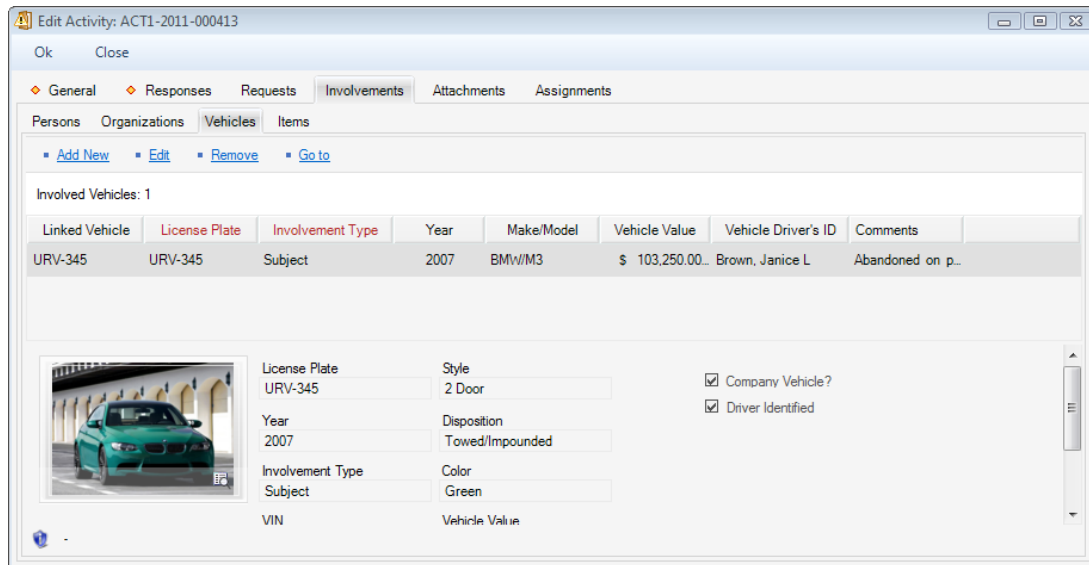 Edit Activity: ACT1-2011-000413
Ok Close
General Responses Requests Involvements Attachments Assignments
Persons Organizations Vehicles Items
Add New Edit Remove Go to
Involved Vehicles: 1
Linked Vehicle License Plate Involvement Type Year Make/Model Vehicle Value Vehicle Driver's ID Comments
URV-345 URV-345 Subject 2007 BMW/M3 $ 103,250.00... Brown, Janice L Abandoned on p...
License Plate Style
URV-345 2 Door
Company Vehicle?
Driver Identified
Year Disposition
2007 Towed/Impounded
Involvement Type Color
Subject Green
VIN Vehicle Value
-